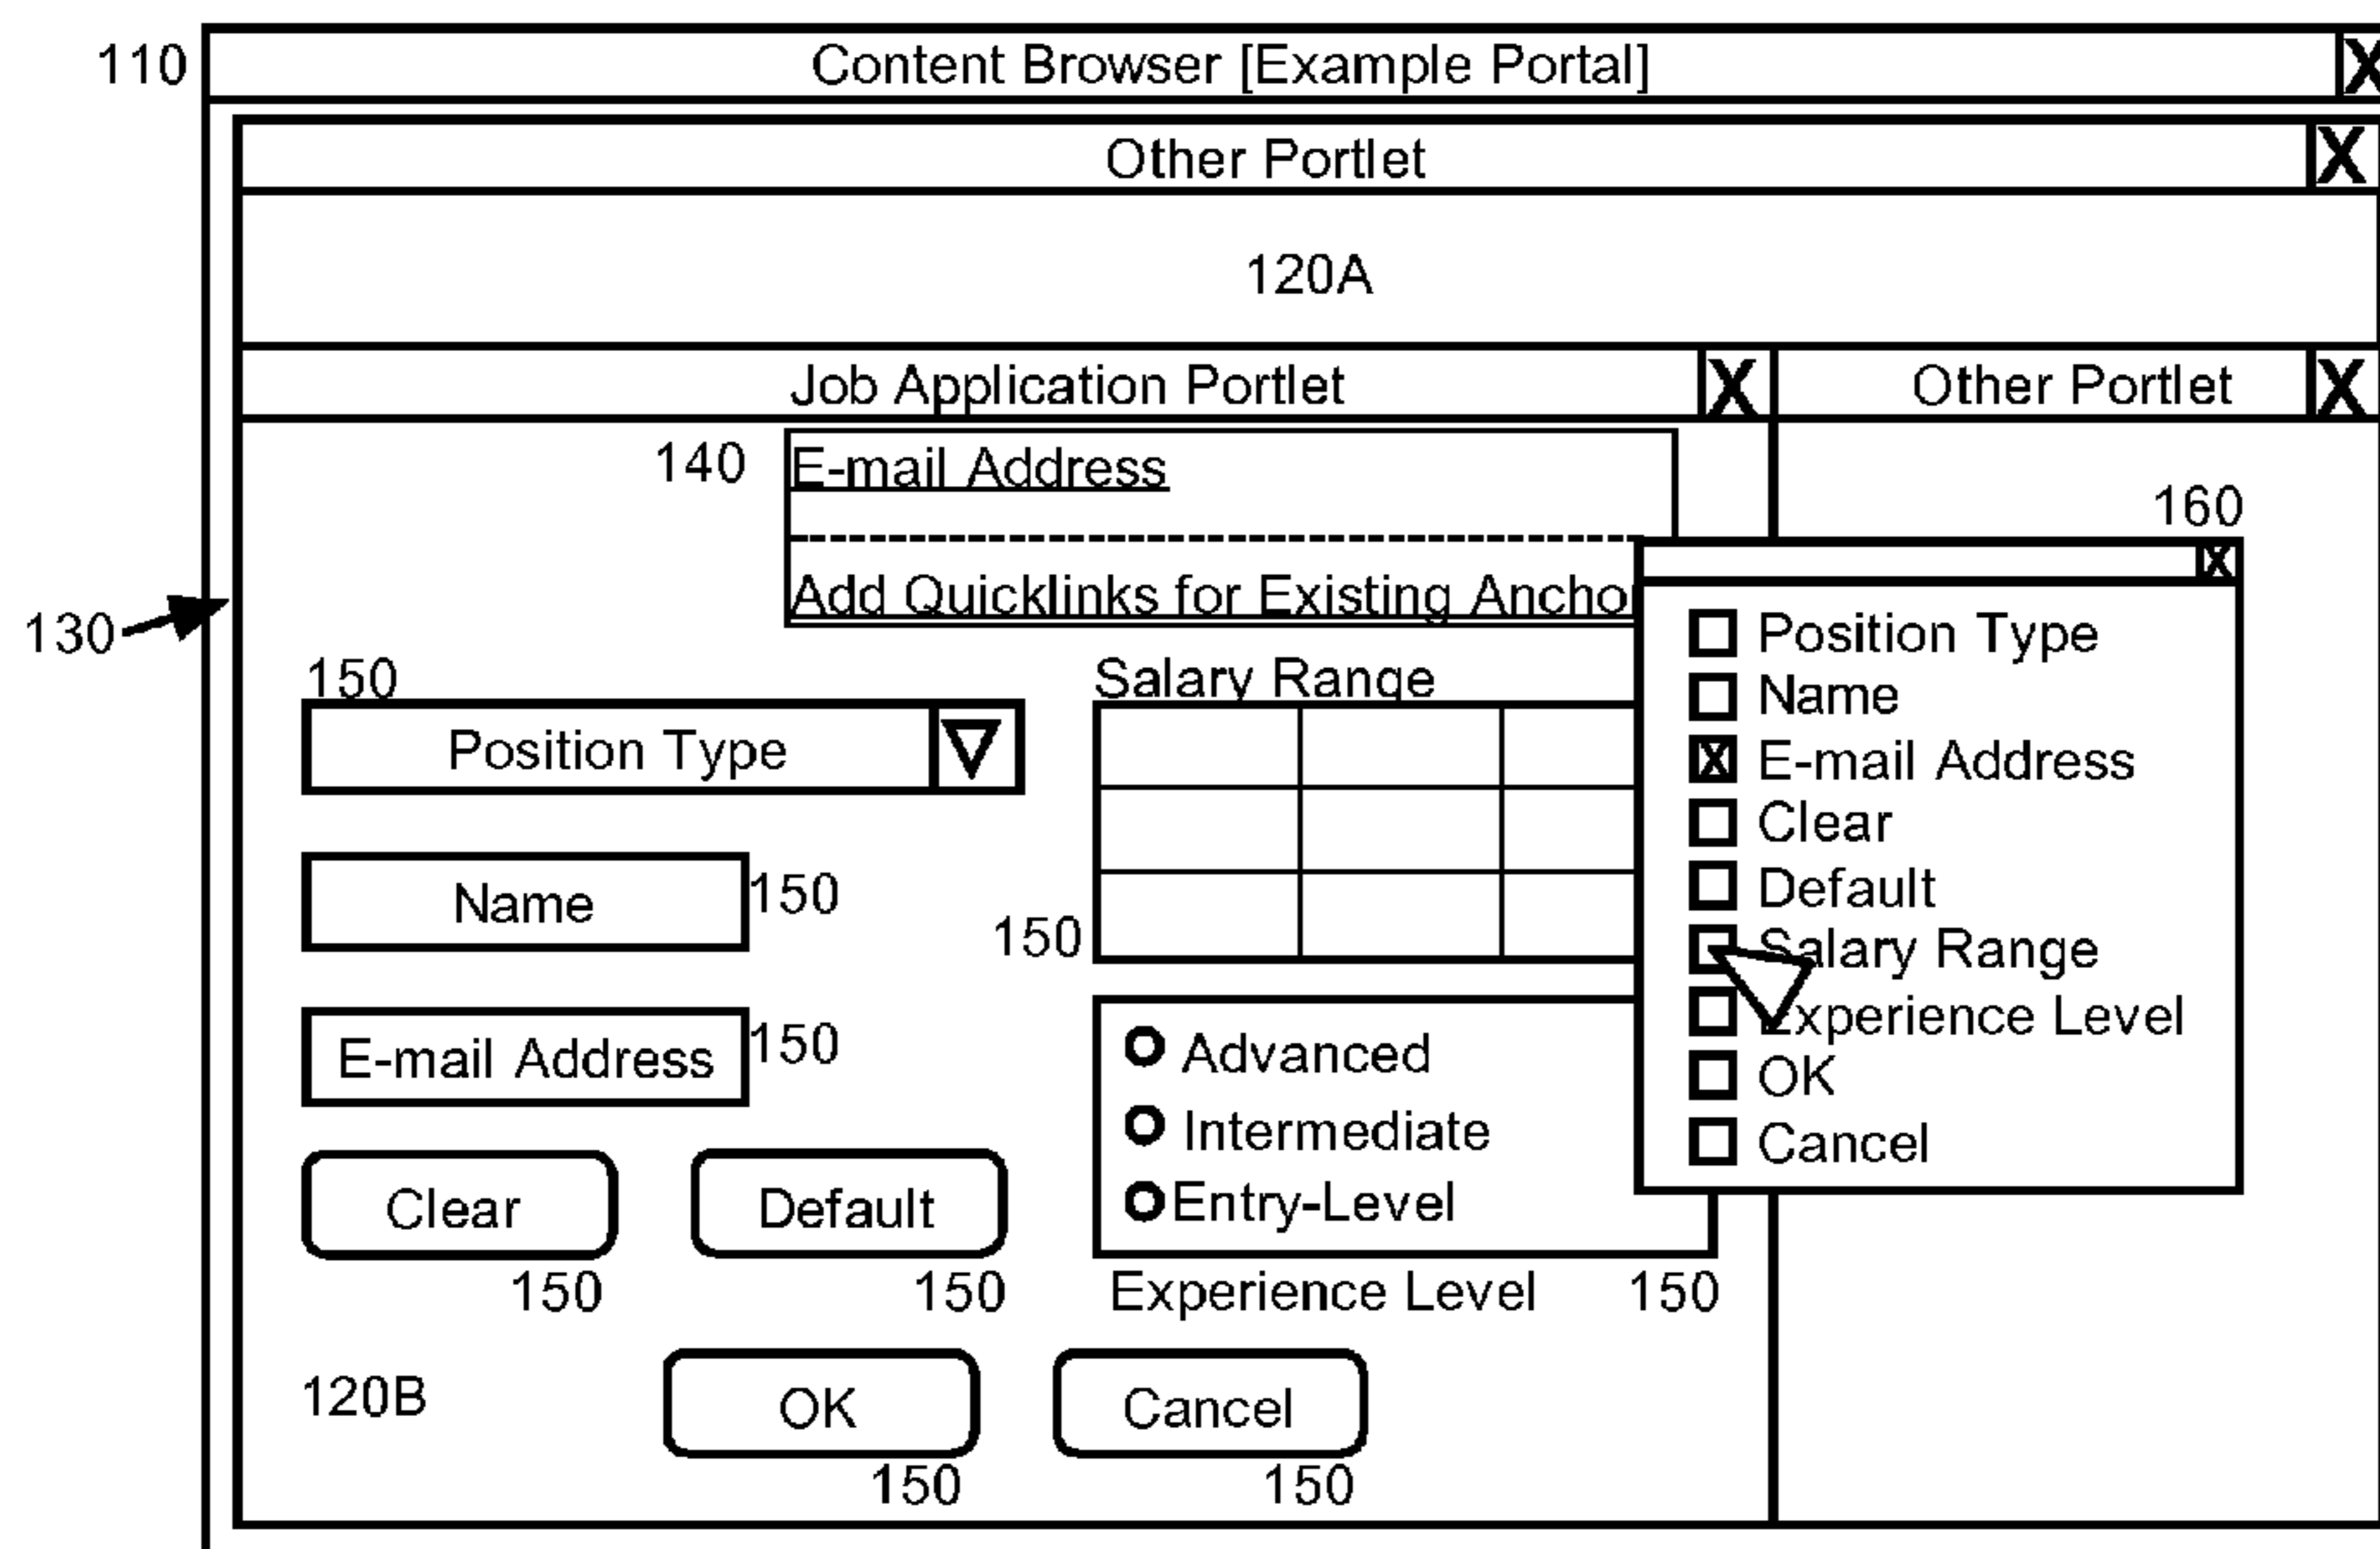 110
Content Browser [Example Portal]
X
Other Portlet
X
120A
Job Application Portlet
X
Other Portlet
X
140
E-mail Address
Add Quicklinks for Existing Anchor
130
160
X
Position Type
Name
X E-mail Address
Clear
Default
Salary Range
Experience Level
OK
Cancel
150
Position Type
Name
150
E-mail Address
150
Clear
150
Default
150
Salary Range
150
Advanced
Intermediate
Entry-Level
Experience Level
150
120B
OK
150
Cancel
150